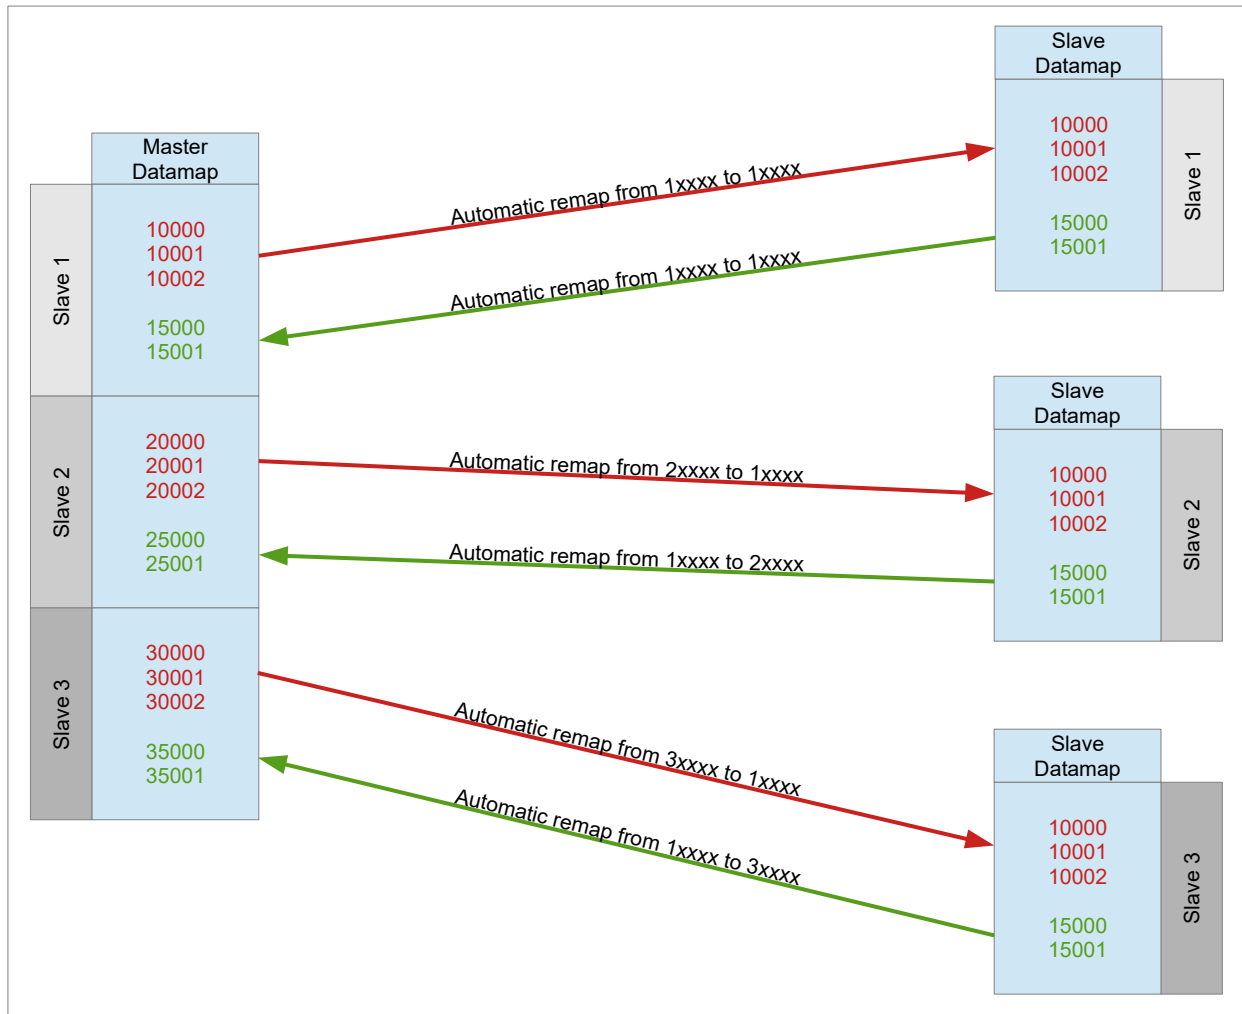 Master
Datamap
Slave 1
10000
10001
10002
15000
15001
Slave 2
20000
20001
20002
25000
25001
Slave 3
30000
30001
30002
35000
35001
Automatic remap from 1xxxx to 1xxxx
Automatic remap from 1xxxx to 1xxxx
Automatic remap from 2xxxx to 1xxxx
Automatic remap from 1xxxx to 2xxxx
Automatic remap from 3xxxx to 1xxxx
Automatic remap from 1xxxx to 3xxxx
Slave
Datamap
10000
10001
10002
15000
15001
Slave 1
Slave
Datamap
10000
10001
10002
15000
15001
Slave 2
Slave
Datamap
10000
10001
10002
15000
15001
Slave 3